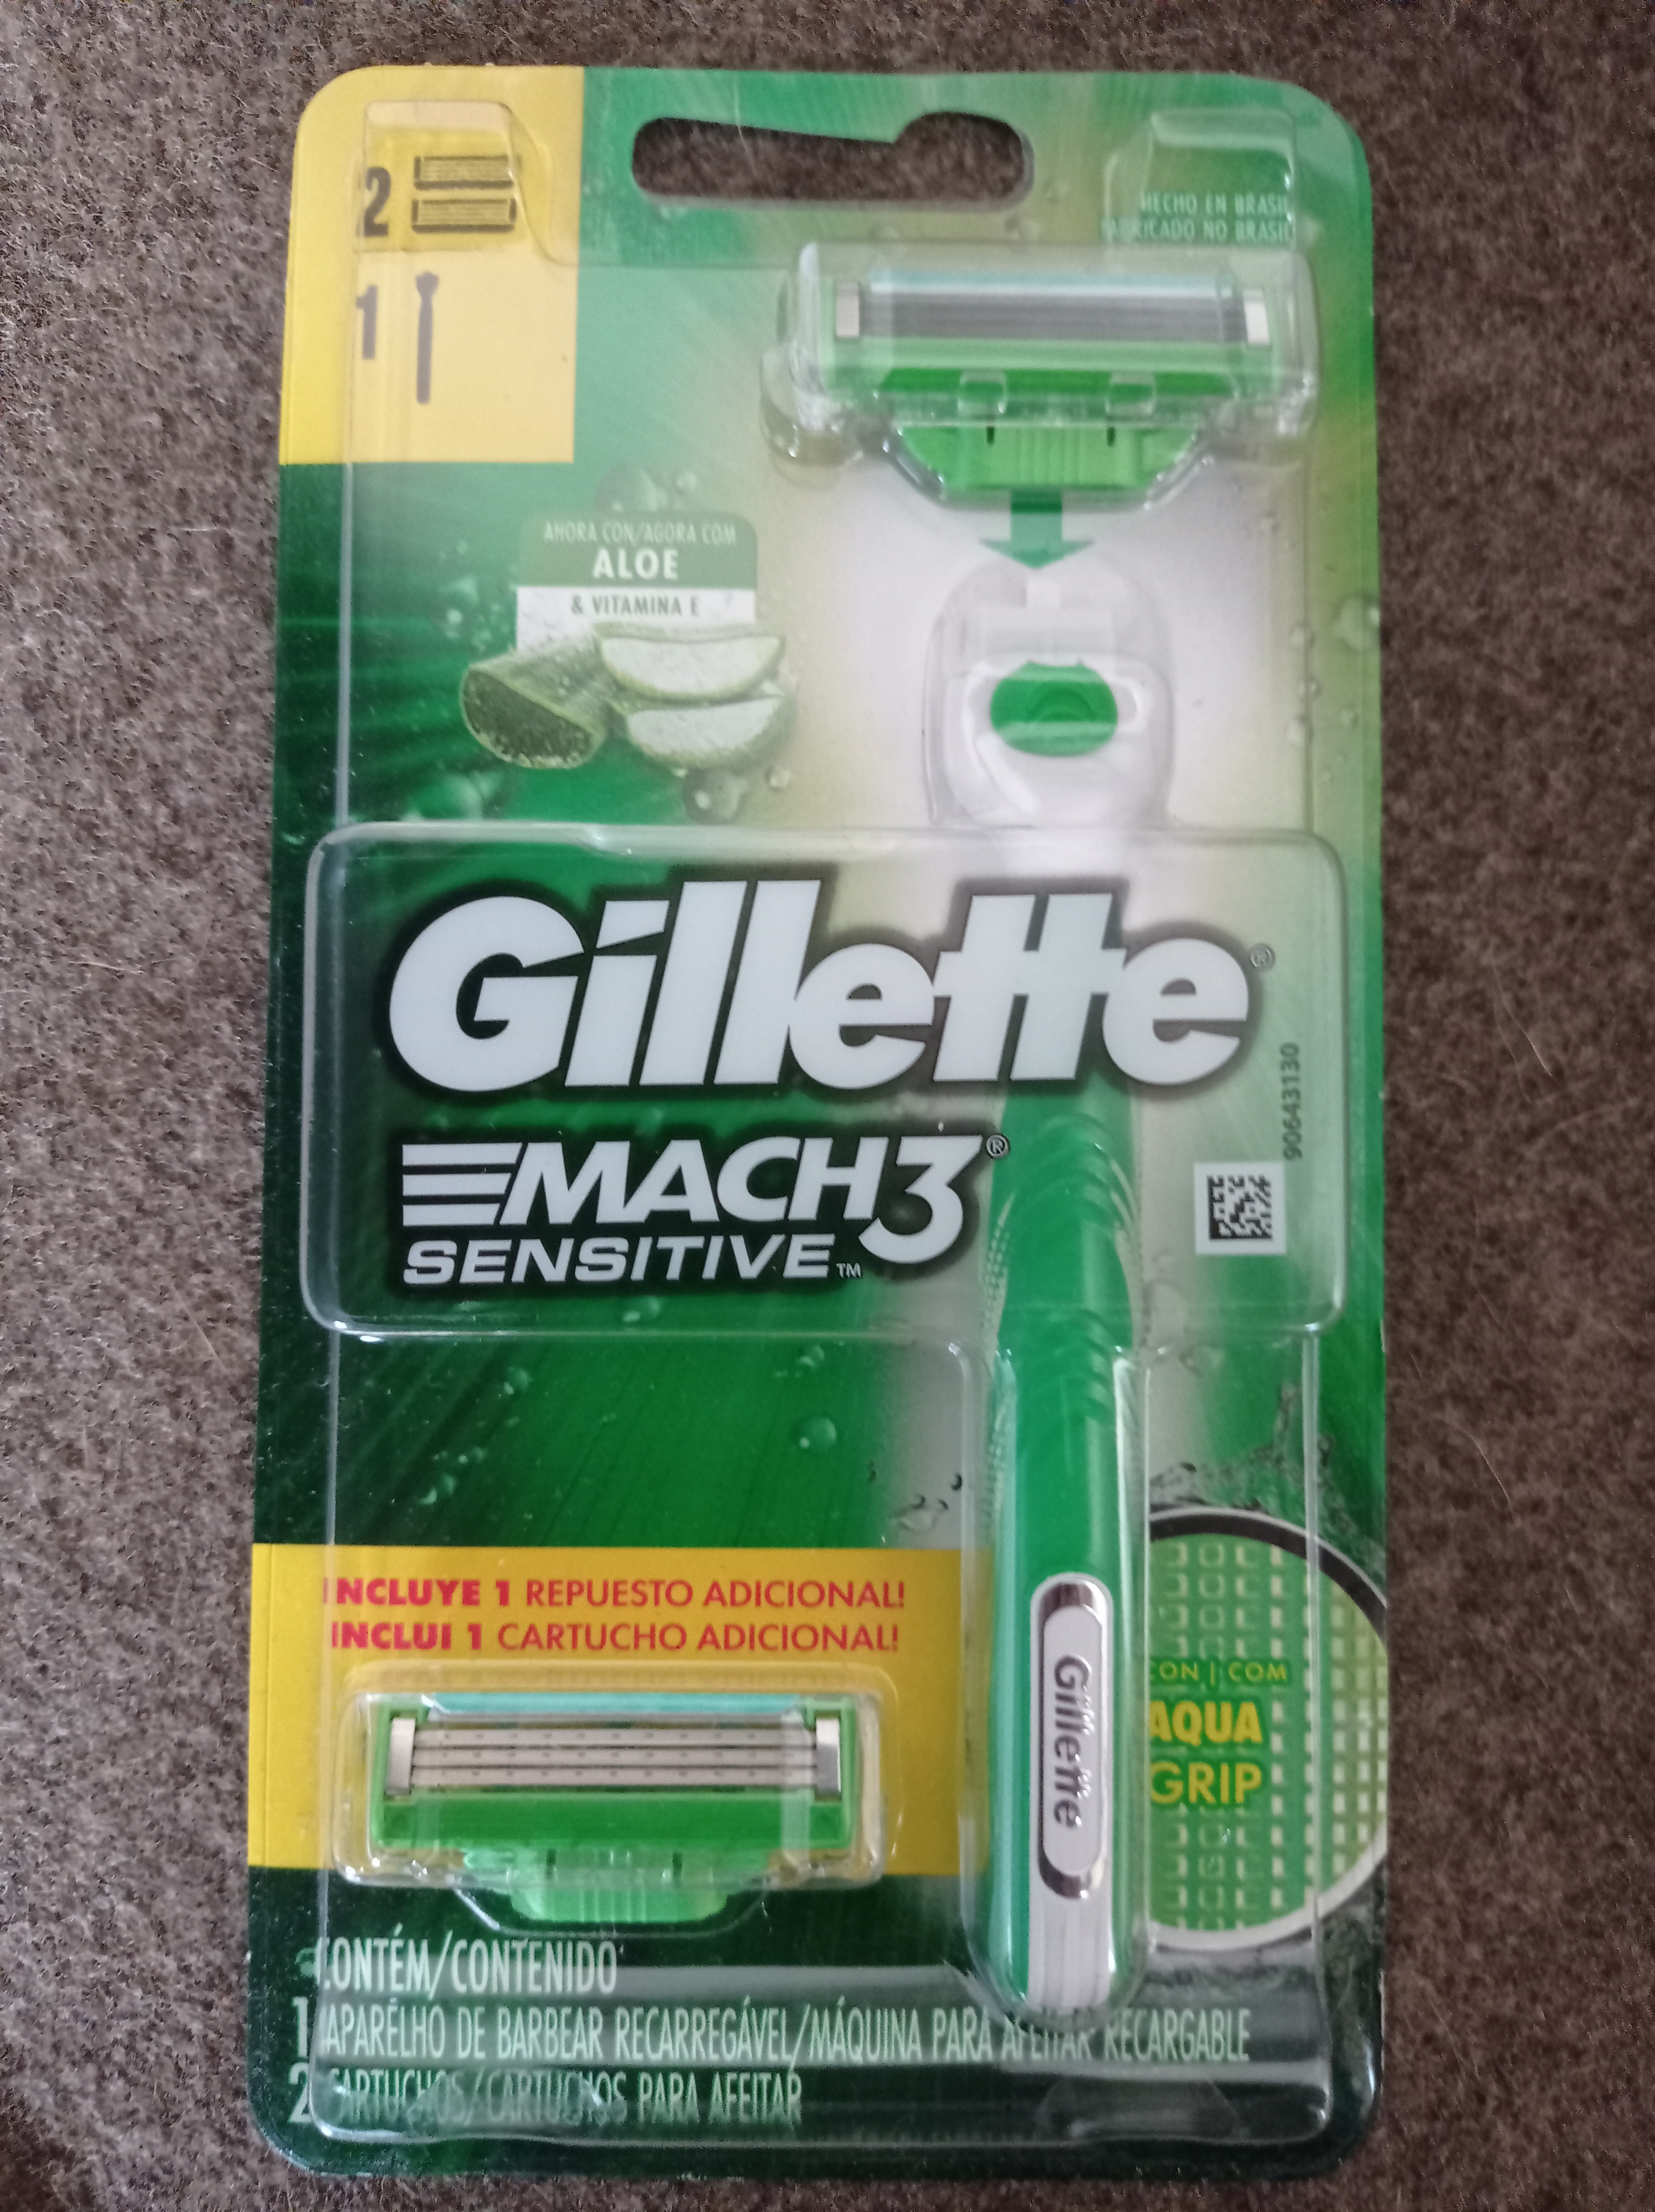 2
1
HECHO EN BRASIL
FABRICADO NO BRASIL
AHORA CON/AGORA COM
ALOE
& VITAMINA E
Gillette®
MACH3®
SENSITIVE™
90643130
INCLUYE 1 REPUESTO ADICIONAL!
INCLUI 1 CARTUCHO ADICIONAL!
CON | COM
AQUA
GRIP
Gillette
CONTÉM/CONTENIDO
1 APARELHO DE BARBEAR RECARREGÁVEL/MÁQUINA PARA AFEITAR RECARGABLE
2 CARTUCHOS/CARTUCHOS PARA AFEITAR